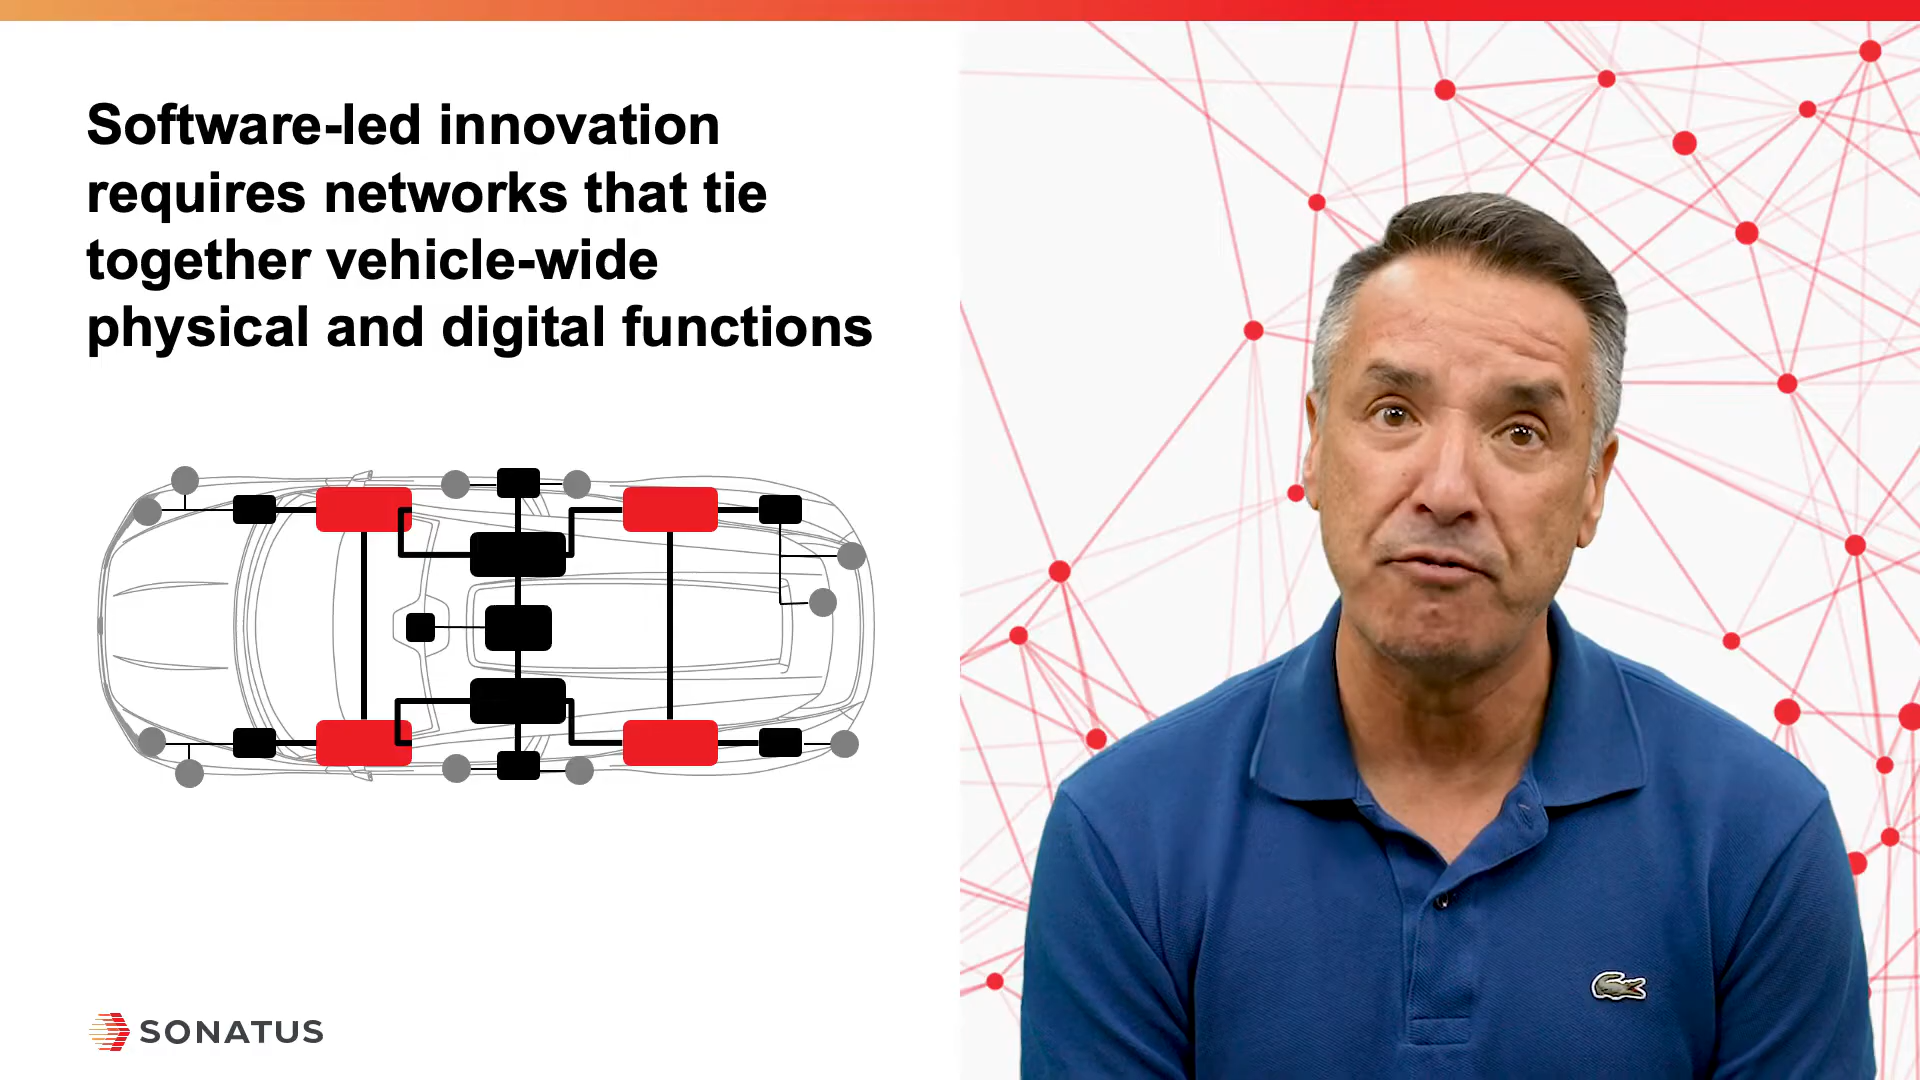 Software-led innovation
requires networks that tie
together vehicle-wide
physical and digital functions
SONATUS